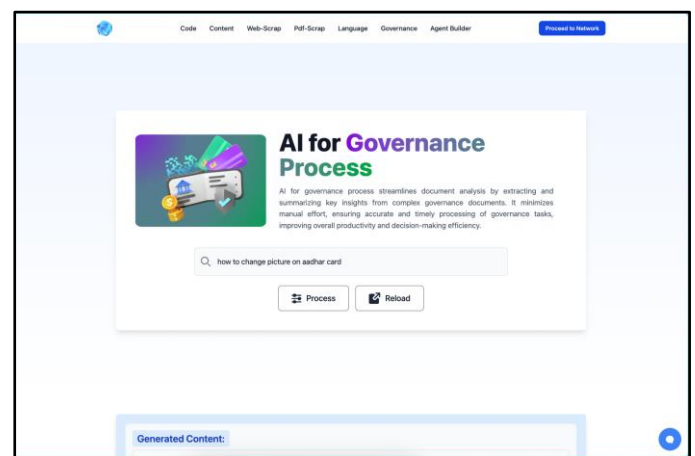 Code Content Web-Scrap Pdf-Scrap Language Governance Agent Builder Proceed to Network
AI for Governance
Process
AI for governance process streamlines document analysis by extracting and
summarizing key insights from complex governance documents. It minimizes
manual effort, ensuring accurate and timely processing of governance tasks,
improving overall productivity and decision-making efficiency.
how to change picture on aadhar card
Process Reload
Generated Content: